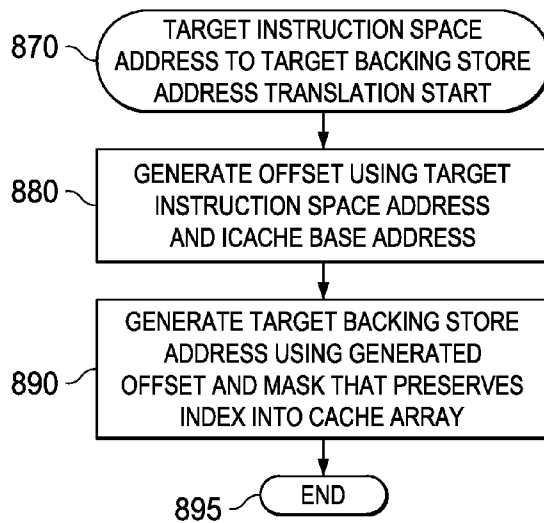 870
TARGET INSTRUCTION SPACE
ADDRESS TO TARGET BACKING STORE
ADDRESS TRANSLATION START
880
GENERATE OFFSET USING TARGET
INSTRUCTION SPACE ADDRESS
AND ICACHE BASE ADDRESS
890
GENERATE TARGET BACKING STORE
ADDRESS USING GENERATED
OFFSET AND MASK THAT PRESERVES
INDEX INTO CACHE ARRAY
895
END